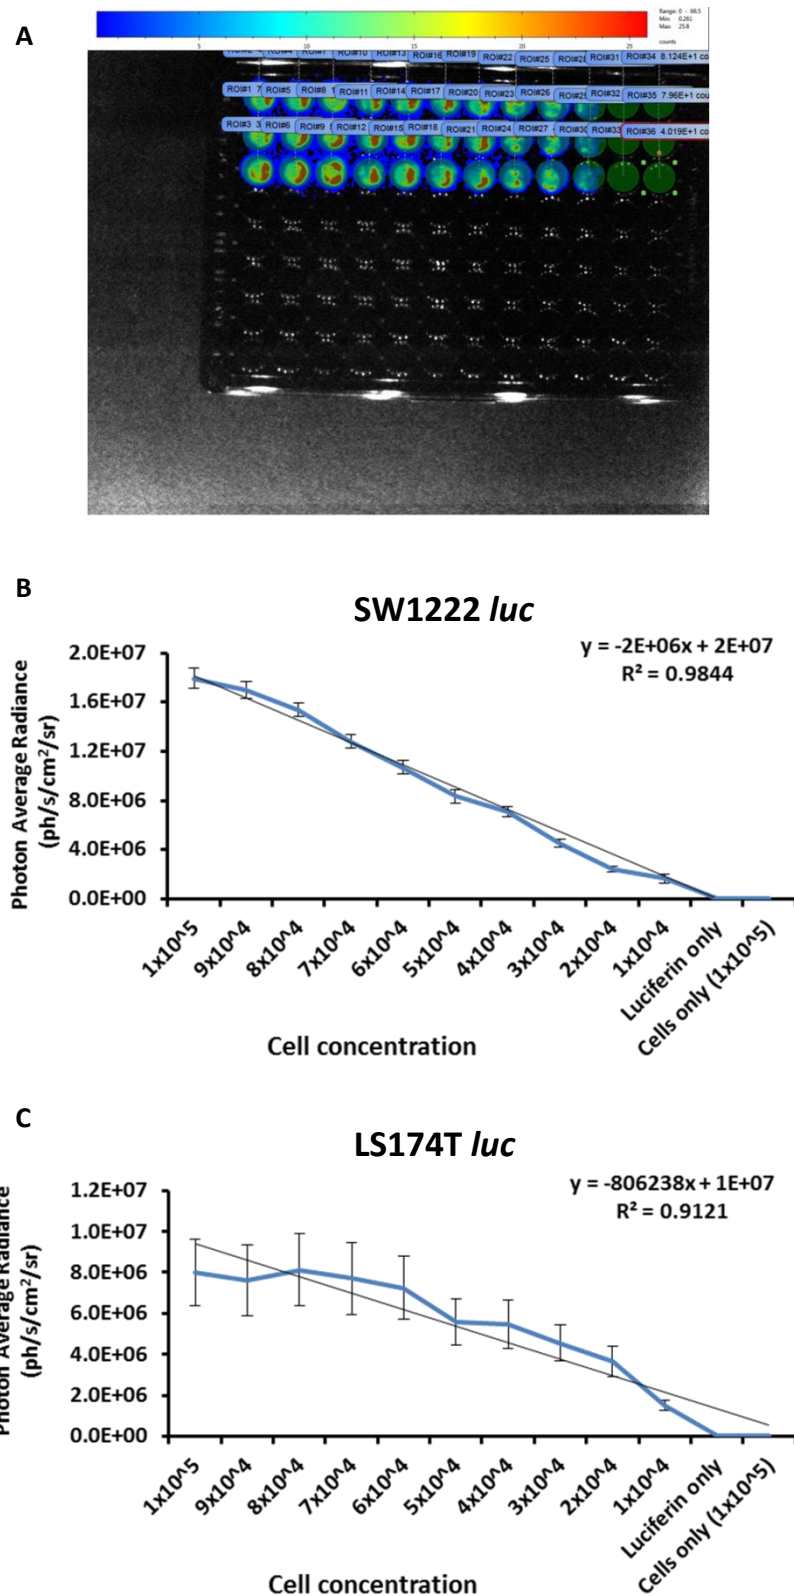 A
Range: 0 - 66.5
Min: 0.261
Max: 25.8
counts
5 10 15 20 25
ROI#10 ROI#13 ROI#16 ROI#19 ROI#22 ROI#25 ROI#31 ROI#34 8.124E+1 cou
ROI#1 ROI#5 ROI#8 ROI#11 ROI#14 ROI#17 ROI#20 ROI#23 ROI#26 ROI#29 ROI#32 ROI#35 7.96E+1 coun
ROI#3 ROI#6 ROI#9 ROI#12 ROI#15 ROI#18 ROI#21 ROI#24 ROI#27 ROI#30 ROI#33 ROI#36 4.019E+1 co
B
SW1222 luc
y = -2E+06x + 2E+07
R² = 0.9844
Photon Average Radiance
(ph/s/cm²/sr)
2.0E+07
1.6E+07
1.2E+07
8.0E+06
4.0E+06
0.0E+00
1x10^5
9x10^4
8x10^4
7x10^4
6x10^4
5x10^4
4x10^4
3x10^4
2x10^4
1x10^4
Luciferin only
Cells only (1x10^5)
Cell concentration
C
LS174T luc
y = -806238x + 1E+07
R² = 0.9121
Photon Average Radiance
(ph/s/cm²/sr)
1.2E+07
1.0E+07
8.0E+06
6.0E+06
4.0E+06
2.0E+06
0.0E+00
1x10^5
9x10^4
8x10^4
7x10^4
6x10^4
5x10^4
4x10^4
3x10^4
2x10^4
1x10^4
Luciferin only
Cells only (1x10^5)
Cell concentration